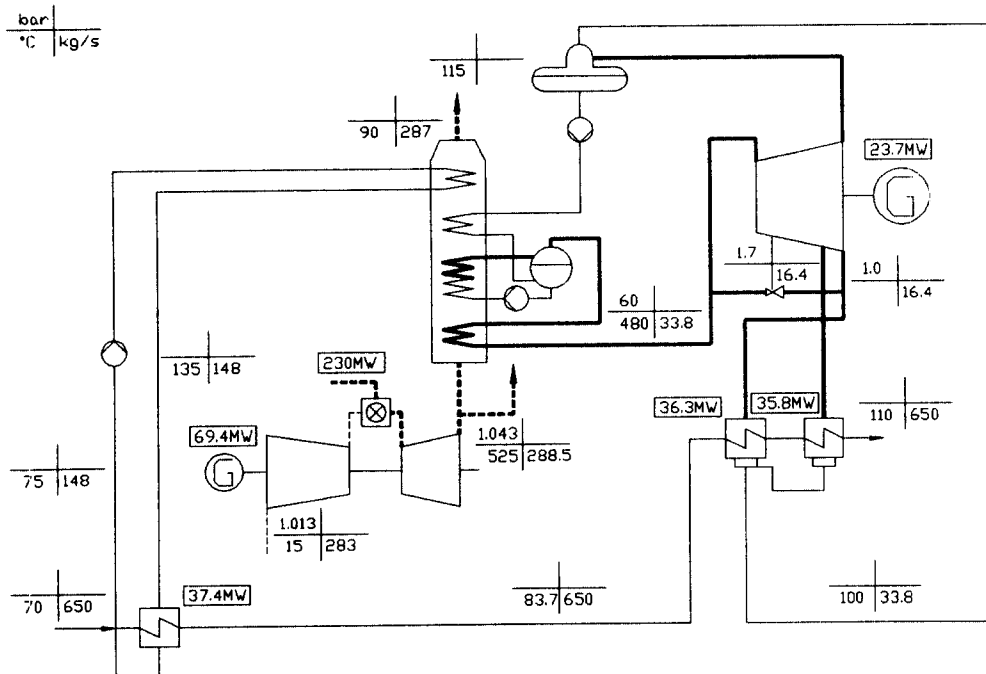 bar
°C kg/s
115
90 287
23.7MW
1.7
16.4
1.0
16.4
60
480 33.8
135 148
230MW
36.3MW
35.8MW
110 650
69.4MW
G
G
1.043
525 288.5
75 148
1.013
15 283
37.4MW
70 650
83.7 650
100 33.8